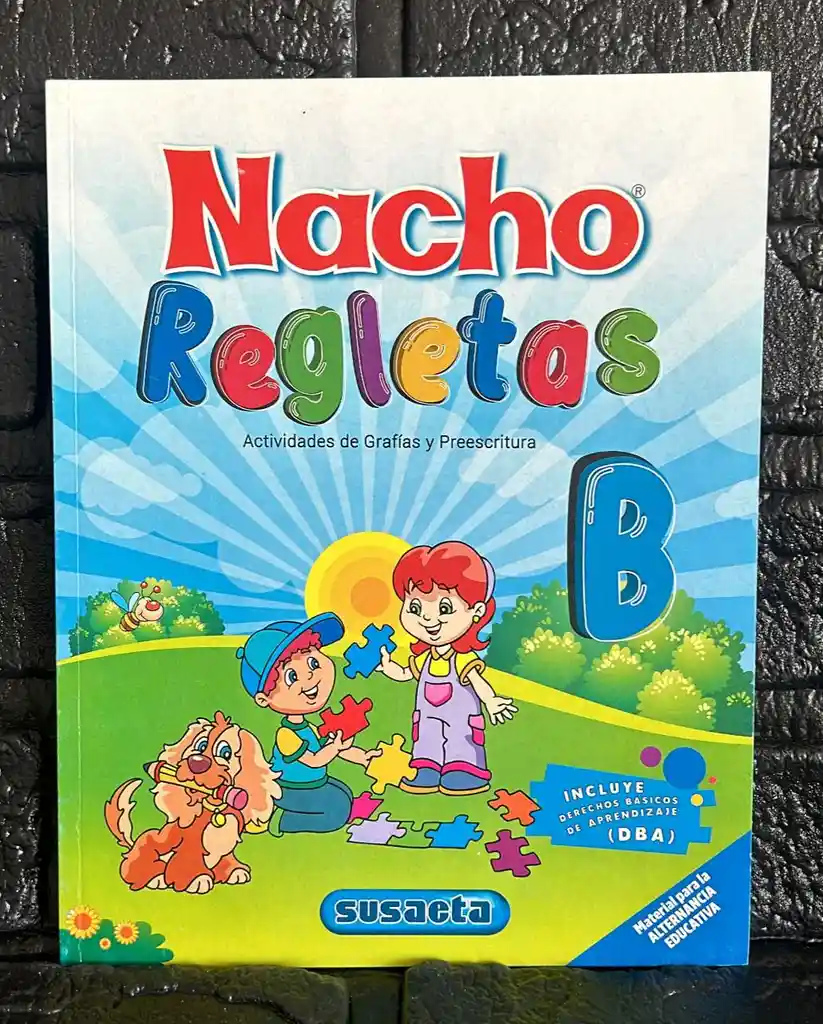 Nacho®
Regletas
Actividades de Grafías y Preescritura
B
INCLUYE
DERECHOS BÁSICOS
DE APRENDIZAJE
(DBA)
susaeta
Material para la
ALTERNANCIA
EDUCATIVA